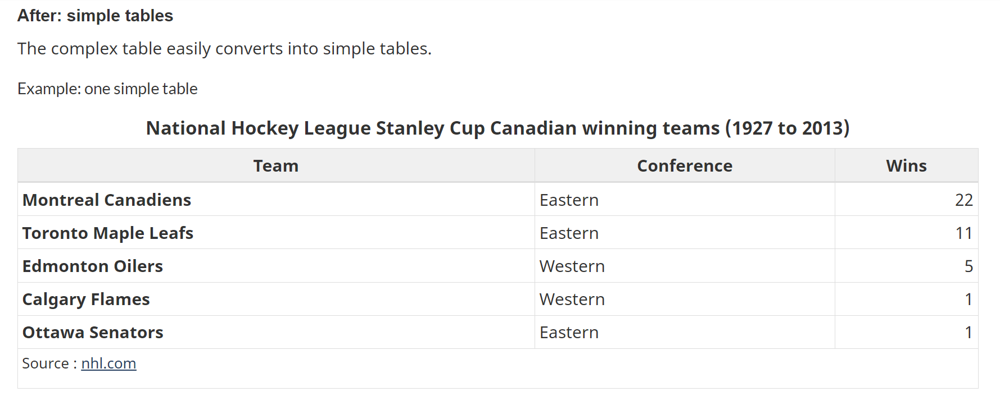 After: simple tables
The complex table easily converts into simple tables.
Example: one simple table
National Hockey League Stanley Cup Canadian winning teams (1927 to 2013)
Team Conference Wins
Montreal Canadiens Eastern 22
Toronto Maple Leafs Eastern 11
Edmonton Oilers Western 5
Calgary Flames Western 1
Ottawa Senators Eastern 1
Source : nhl.com